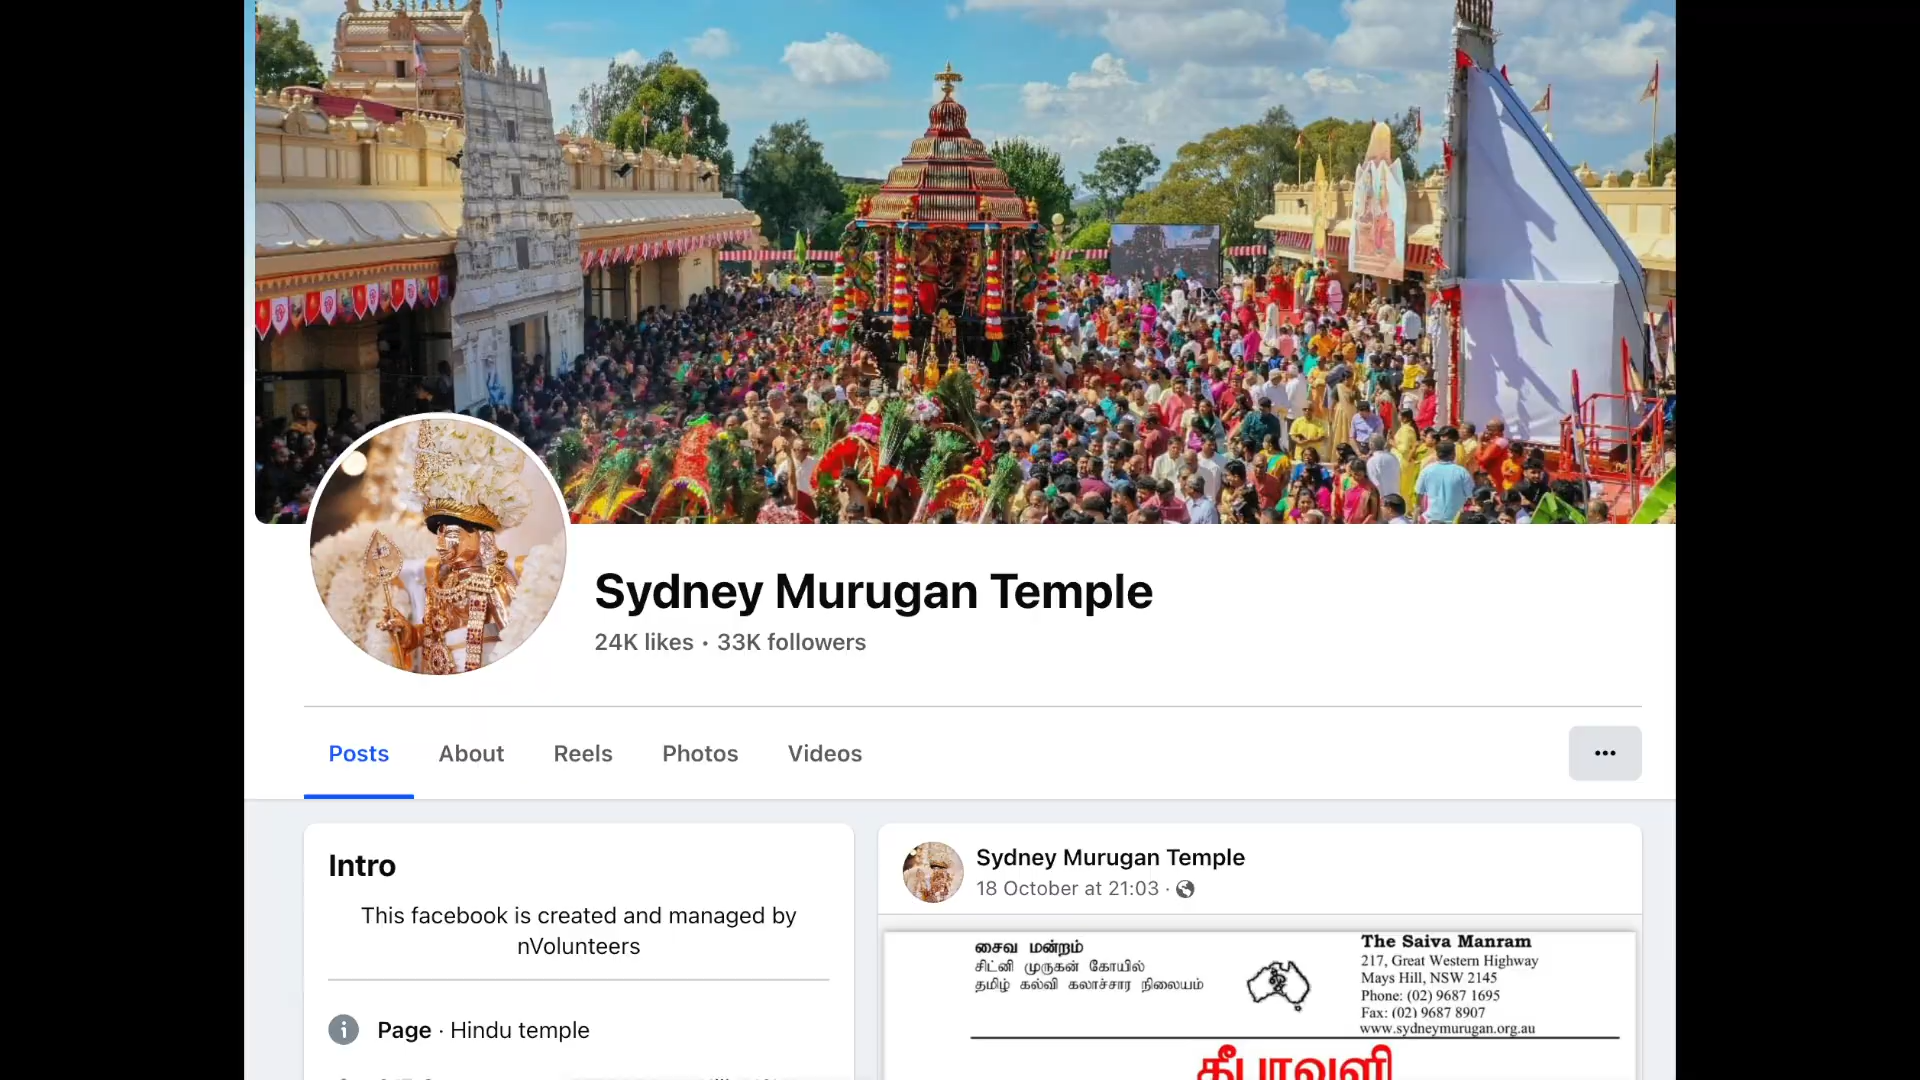 Sydney Murugan Temple
24K likes · 33K followers
Posts
About
Reels
Photos
Videos
Intro
This facebook is created and managed by
nVolunteers
Page · Hindu temple
Sydney Murugan Temple
18 October at 21:03 ·
சைவ மன்றம்
சிட்னி முருகன் கோயில்
தமிழ் கல்வி கலாச்சார நிலையம்
The Saiva Manram
217, Great Western Highway
Mays Hill, NSW 2145
Phone: (02) 9687 1695
Fax: (02) 9687 8907
www.sydneymurugan.org.au
தீபாவளி